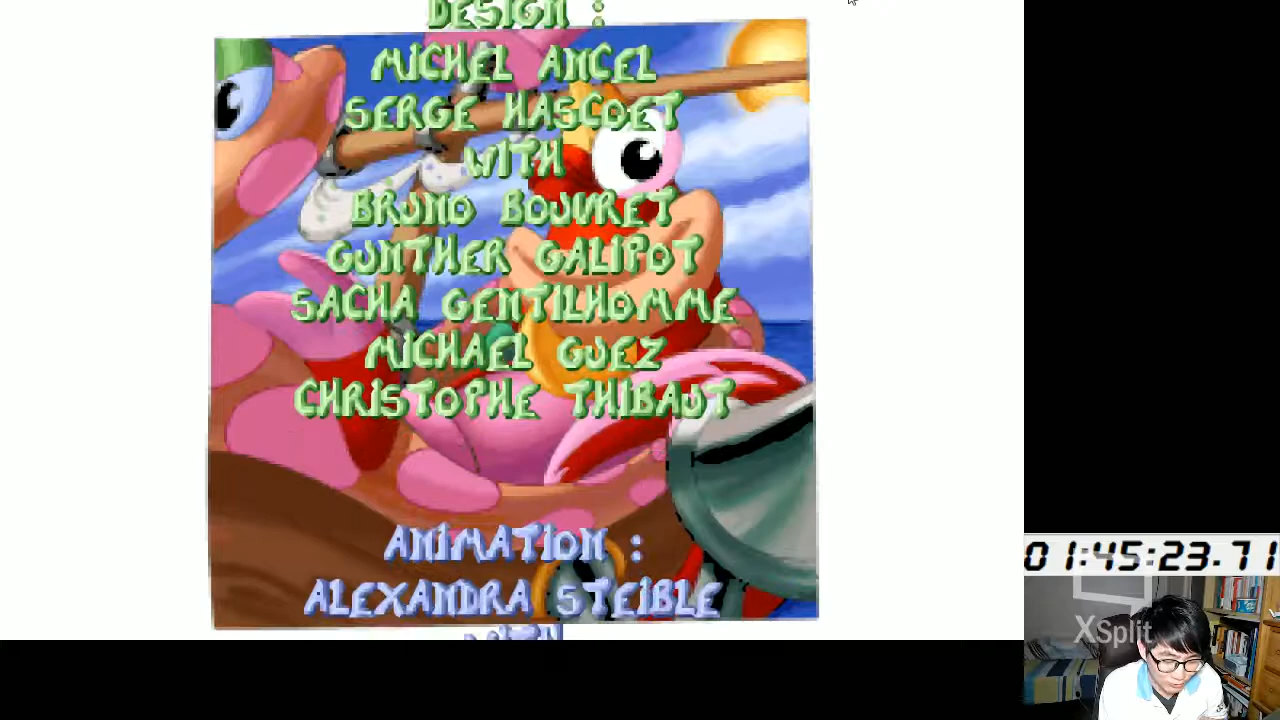 DESIGN :
MICHEL ANCEL
SERGE HASCOET
WITH
BRUNO BOUVRET
GUNTHER GALIPOT
SACHA GENTILHOMME
MICHAEL GUEZ
CHRISTOPHE THIBAUT
ANIMATION :
ALEXANDRA STEIBLE
01:45:23.71
XSplit